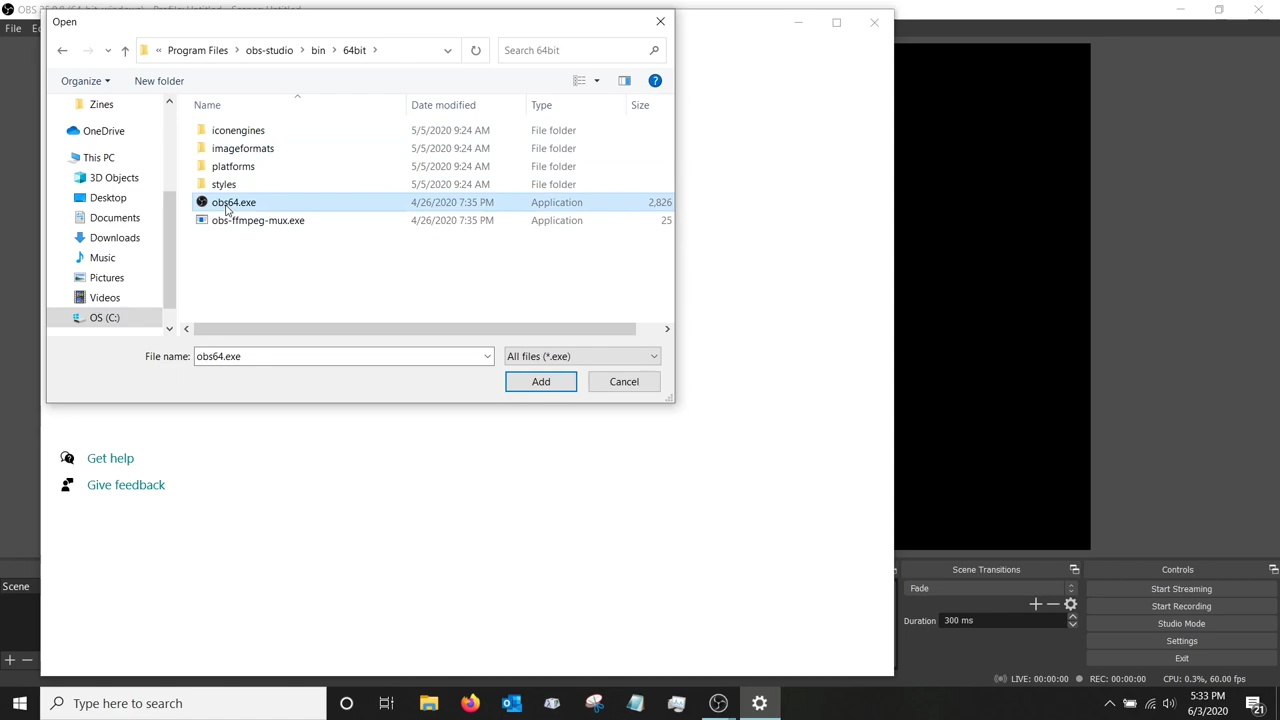 Open
File
Program Files > obs-studio > bin > 64bit >
Search 64bit
Organize
New folder
Name
Date modified
Type
Size
Zines
OneDrive
This PC
3D Objects
Desktop
Documents
Downloads
Music
Pictures
Videos
OS (C:)
iconengines 5/5/2020 9:24 AM File folder
imageformats 5/5/2020 9:24 AM File folder
platforms 5/5/2020 9:24 AM File folder
styles 5/5/2020 9:24 AM File folder
obs64.exe 4/26/2020 7:35 PM Application 2,826
obs-ffmpeg-mux.exe 4/26/2020 7:35 PM Application 25
File name: obs64.exe
All files (*.exe)
Add
Cancel
Get help
Give feedback
Scene
Scene Transitions
Fade
Duration 300 ms
Controls
Start Streaming
Start Recording
Studio Mode
Settings
Exit
LIVE: 00:00:00
REC: 00:00:00
CPU: 0.3%, 60.00 fps
Type here to search
5:33 PM
6/3/2020
21